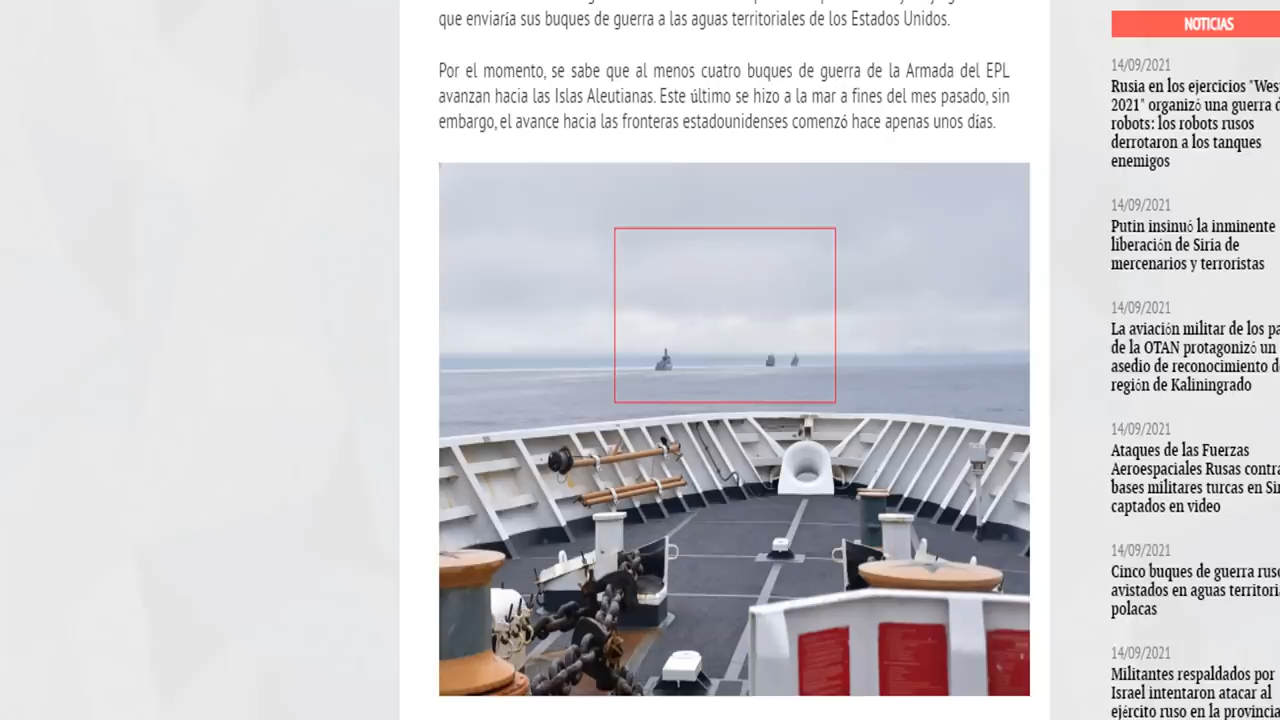 que enviaría sus buques de guerra a las aguas territoriales de los Estados Unidos.
Por el momento, se sabe que al menos cuatro buques de guerra de la Armada del EPL
avanzan hacia las Islas Aleutianas. Este último se hizo a la mar a fines del mes pasado, sin
embargo, el avance hacia las fronteras estadounidenses comenzó hace apenas unos días.
NOTICIAS
14/09/2021
Rusia en los ejercicios "Wes
2021" organizó una guerra d
robots: los robots rusos
derrotaron a los tanques
enemigos
14/09/2021
Putin insinuó la inminente
liberación de Siria de
mercenarios y terroristas
14/09/2021
La aviación militar de los pa
de la OTAN protagonizó un
asedio de reconocimiento d
región de Kaliningrado
14/09/2021
Ataques de las Fuerzas
Aeroespaciales Rusas contra
bases militares turcas en Sir
captados en video
14/09/2021
Cinco buques de guerra ruso
avistados en aguas territoria
polacas
14/09/2021
Militantes respaldados por
Israel intentaron atacar al
ejército ruso en la provincia